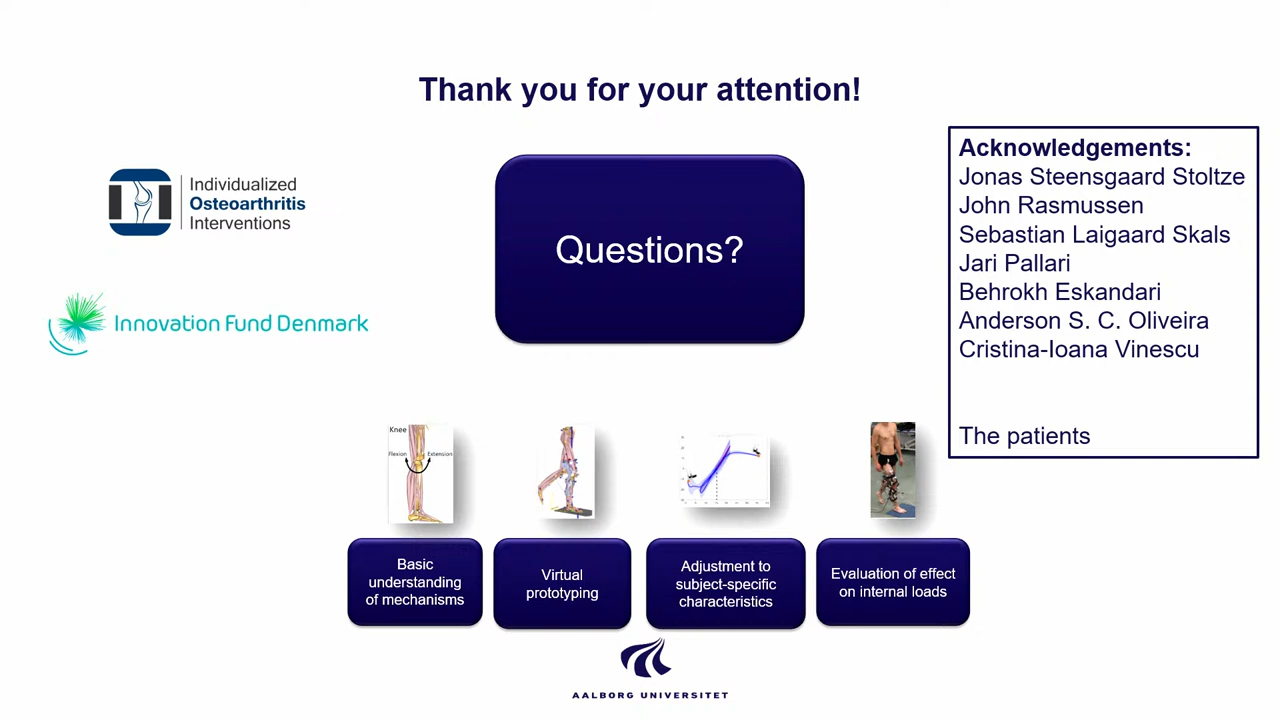 Thank you for your attention!
Individualized
Osteoarthritis
Interventions
Innovation Fund Denmark
Questions?
Acknowledgements:
Jonas Steensgaard Stoltze
John Rasmussen
Sebastian Laigaard Skals
Jari Pallari
Behrokh Eskandari
Anderson S. C. Oliveira
Cristina-Ioana Vinescu
The patients
Knee
Flexion
Extension
Basic
understanding
of mechanisms
Virtual
prototyping
Adjustment to
subject-specific
characteristics
Evaluation of effect
on internal loads
AALBORG UNIVERSITET